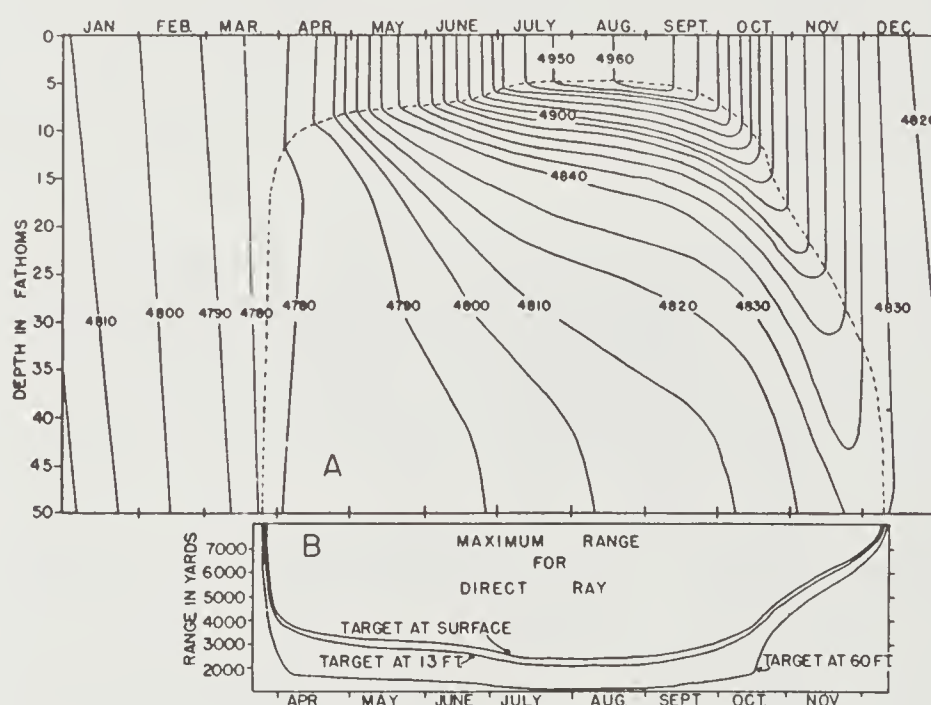 JAN FEB. MAR. APR. MAY JUNE JULY AUG. SEPT. OCT. NOV DEC.
0
4950 4960
5
4820
10
4900
15
4840
20
25
30
4810 4800 4790 4780 4780 4790 4800 4810 4820 4830 4830
35
40
45
50
DEPTH IN FATHOMS
A
B
MAXIMUM RANGE
FOR
DIRECT RAY
7000
6000
5000
4000
3000
2000
RANGE IN YARDS
TARGET AT SURFACE
TARGET AT 13 FT
TARGET AT 60 FT
APR MAY JUNE JULY AUG SEPT OCT. NOV.